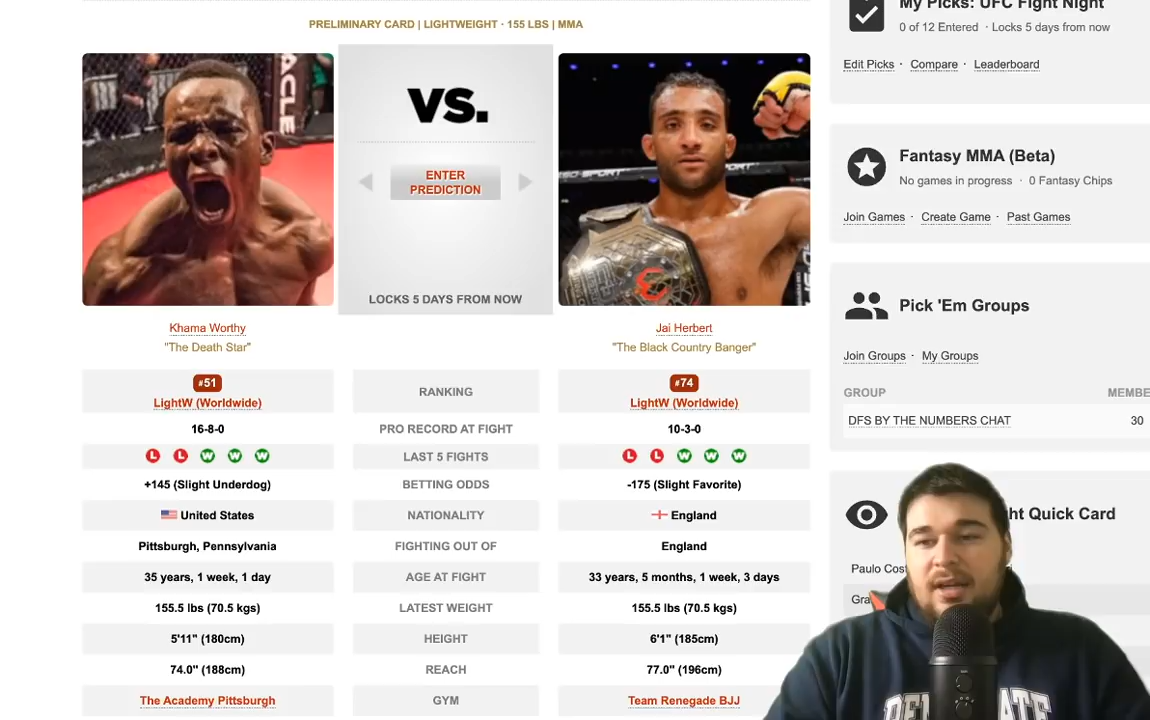 PRELIMINARY CARD | LIGHTWEIGHT · 155 LBS | MMA
VS.
ENTER
PREDICTION
LOCKS 5 DAYS FROM NOW
Khama Worthy
"The Death Star"
Jai Herbert
"The Black Country Banger"
#51
LightW (Worldwide)
RANKING
#74
LightW (Worldwide)
16-8-0
PRO RECORD AT FIGHT
10-3-0
L L W W W
LAST 5 FIGHTS
L L W W W
+145 (Slight Underdog)
BETTING ODDS
-175 (Slight Favorite)
United States
NATIONALITY
England
Pittsburgh, Pennsylvania
FIGHTING OUT OF
England
35 years, 1 week, 1 day
AGE AT FIGHT
33 years, 5 months, 1 week, 3 days
155.5 lbs (70.5 kgs)
LATEST WEIGHT
155.5 lbs (70.5 kgs)
5'11" (180cm)
HEIGHT
6'1" (185cm)
74.0" (188cm)
REACH
77.0" (196cm)
The Academy Pittsburgh
GYM
Team Renegade BJJ
My Picks: UFC Fight Night
0 of 12 Entered · Locks 5 days from now
Edit Picks · Compare · Leaderboard
Fantasy MMA (Beta)
No games in progress · 0 Fantasy Chips
Join Games · Create Game · Past Games
Pick 'Em Groups
Join Groups · My Groups
GROUP MEMBE
DFS BY THE NUMBERS CHAT 30
ht Quick Card
Paulo Cos
Gra